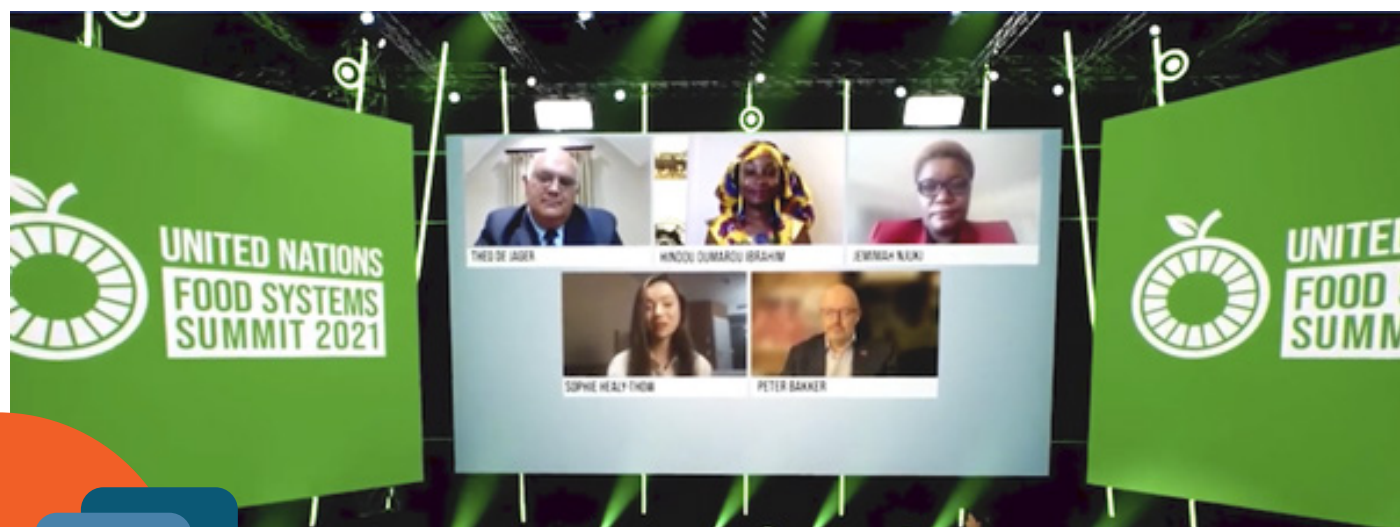 UNITED NATIONS
FOOD SYSTEMS
SUMMIT 2021
THEO DE JAGER
HINDOU OUMAROU IBRAHIM
JEMIMAH NJUKI
SOPHIE HEALY-THOW
PETER BAKKER
UNITE
FOOD
SUMM